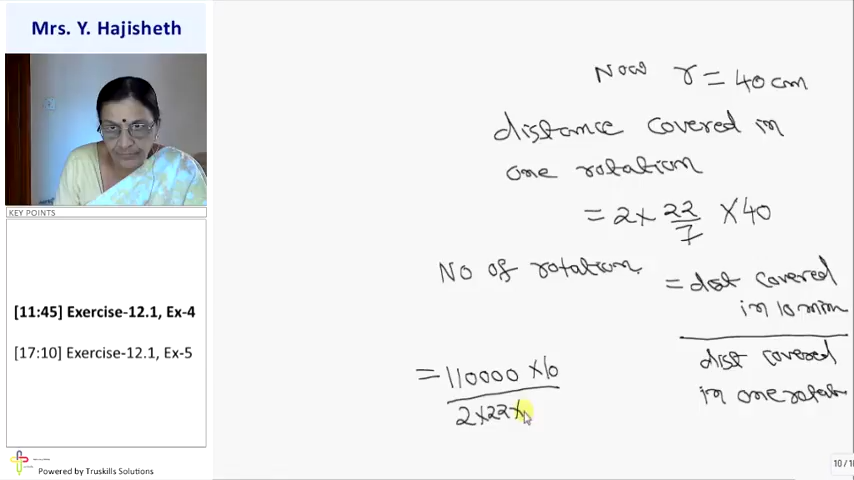 Mrs. Y. Hajisheth
KEY POINTS
[11:45] Exercise-12.1, Ex-4
[17:10] Exercise-12.1, Ex-5
Powered by Truskills Solutions
Now r = 40 cm
distance covered in
one rotation
= 2 × 22/7 × 40
No of rotation = dist covered
in 10 min
dist covered
in one rotat
= 110000 × 10
2×22×
10/1